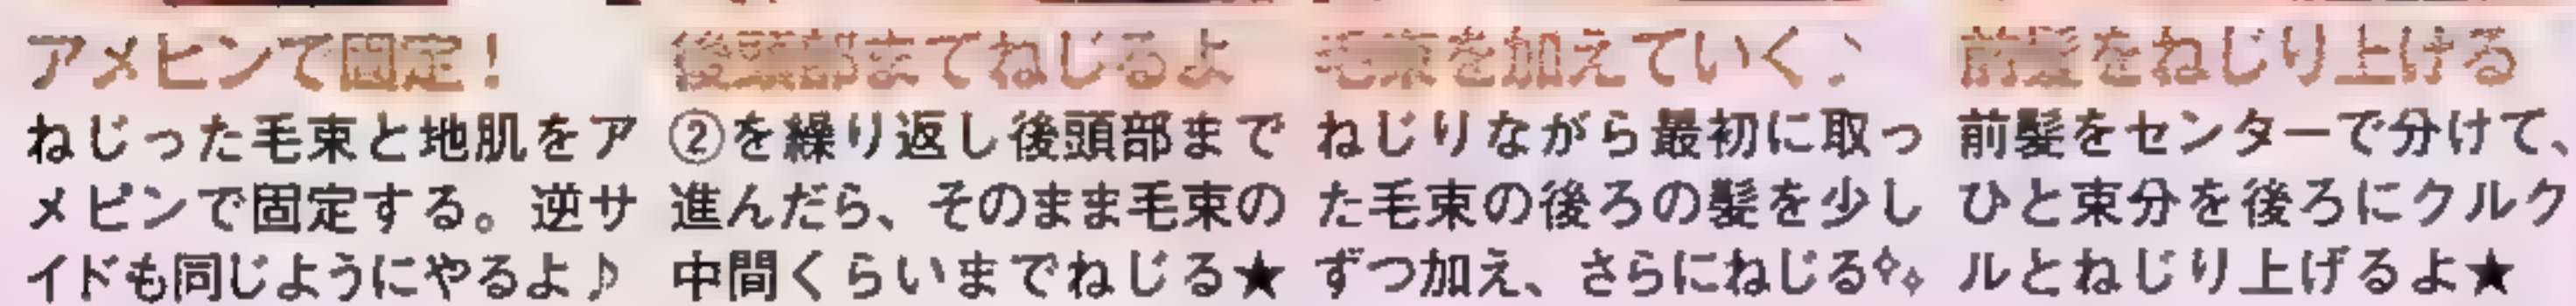 前髪をねじり上げる
前髪をセンターで分けて、
ひと束分を後ろにクルク
ルとねじり上げるよ★
毛束を加えていく♪
ねじりながら最初に取っ
た毛束の後ろの髪を少し
ずつ加え、さらにねじる✧
後頭部までねじるよ
②を繰り返し後頭部まで
進んだら、そのまま毛束の
中間くらいまでねじる★
アメピンで固定！
ねじった毛束と地肌をア
メピンで固定する。逆サ
イドも同じようにやるよ♪